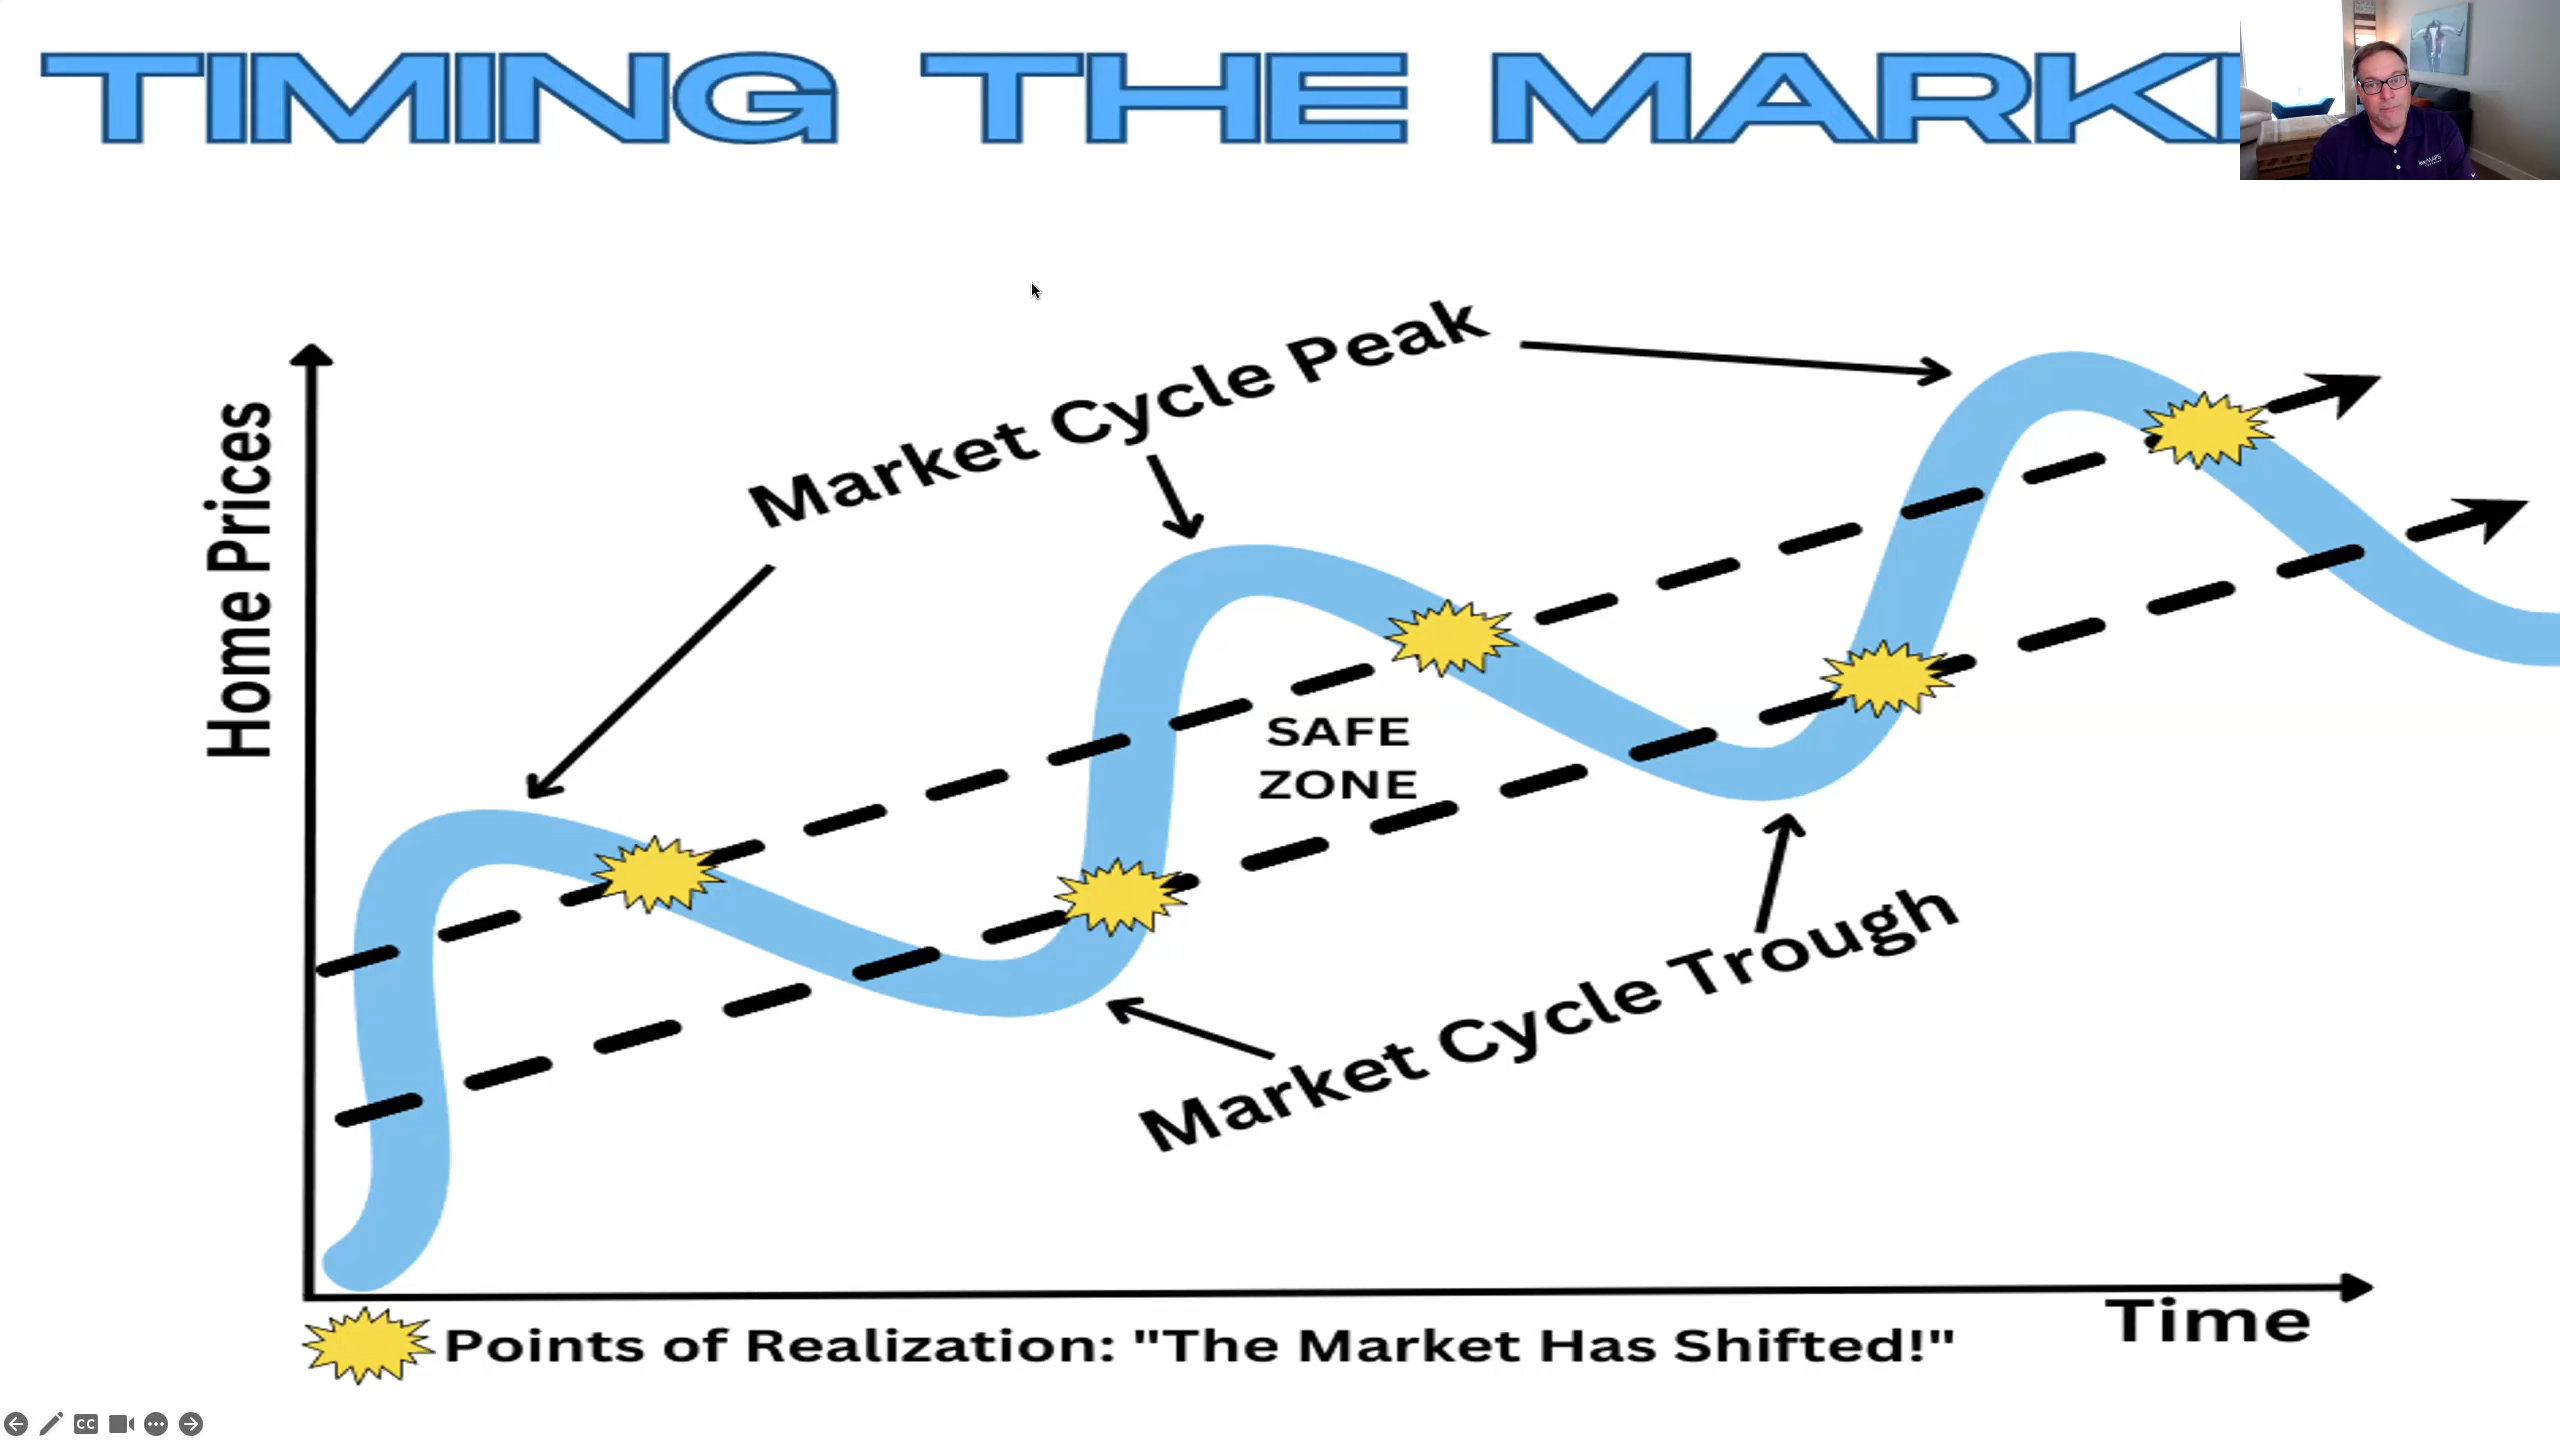 TIMING THE MARK
Market Cycle Peak
Home Prices
SAFE
ZONE
Market Cycle Trough
Time
Points of Realization: "The Market Has Shifted!"
CC